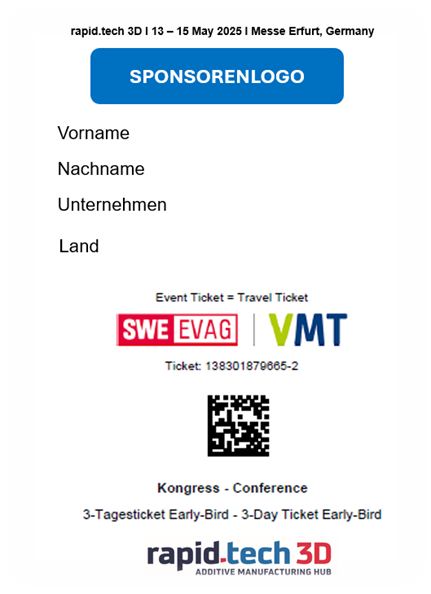 rapid.tech 3D I 13 – 15 May 2025 I Messe Erfurt, Germany
SPONSORENLOGO
Vorname
Nachname
Unternehmen
Land
Event Ticket = Travel Ticket
SWE EVAG | VMT
Ticket: 138301879665-2
Kongress - Conference
3-Tagesticket Early-Bird - 3-Day Ticket Early-Bird
rapid.tech 3D
ADDITIVE MANUFACTURING HUB